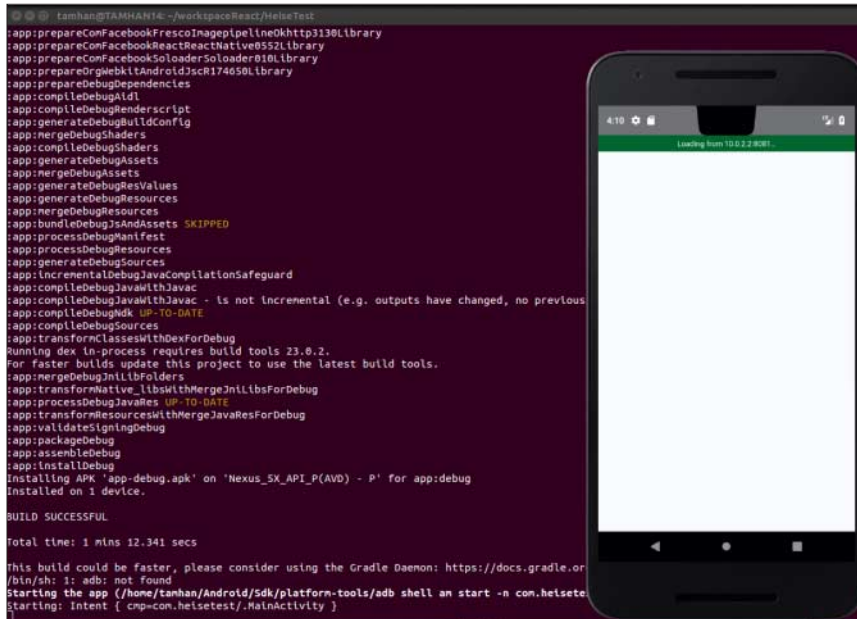 tamhan@TAMHAN14: ~/workspaceReact/HeiseTest
:app:prepareComFacebookFrescoImagepipelineOkhttp3130Library
:app:prepareComFacebookReactReactNative0552Library
:app:prepareComFacebookSoloaderSoloader010Library
:app:prepareOrgWebkitAndroidJscR174650Library
:app:prepareDebugDependencies
:app:compileDebugAidl
:app:compileDebugRenderscript
:app:generateDebugBuildConfig
:app:mergeDebugShaders
:app:compileDebugShaders
:app:generateDebugAssets
:app:mergeDebugAssets
:app:generateDebugResValues
:app:generateDebugResources
:app:mergeDebugResources
:app:bundleDebugJsAndAssets SKIPPED
:app:processDebugManifest
:app:processDebugResources
:app:generateDebugSources
:app:incrementalDebugJavaCompilationSafeguard
:app:compileDebugJavaWithJavac
:app:compileDebugJavaWithJavac - is not incremental (e.g. outputs have changed, no previous
:app:compileDebugNdk UP-TO-DATE
:app:compileDebugSources
:app:transformClassesWithDexForDebug
Running dex in-process requires build tools 23.0.2.
For faster builds update this project to use the latest build tools.
:app:mergeDebugJniLibFolders
:app:transformNative_libsWithMergeJniLibsForDebug
:app:processDebugJavaRes UP-TO-DATE
:app:transformResourcesWithMergeJavaResForDebug
:app:validateSigningDebug
:app:packageDebug
:app:assembleDebug
:app:installDebug
Installing APK 'app-debug.apk' on 'Nexus_5X_API_P(AVD) - P' for app:debug
Installed on 1 device.
BUILD SUCCESSFUL
Total time: 1 mins 12.341 secs
This build could be faster, please consider using the Gradle Daemon: https://docs.gradle.or
/bin/sh: 1: adb: not found
Starting the app (/home/tamhan/Android/Sdk/platform-tools/adb shell am start -n com.heisete
Starting: Intent { cmp=com.heisetest/.MainActivity }
4:10
Loading from 10.0.2.2:8081...